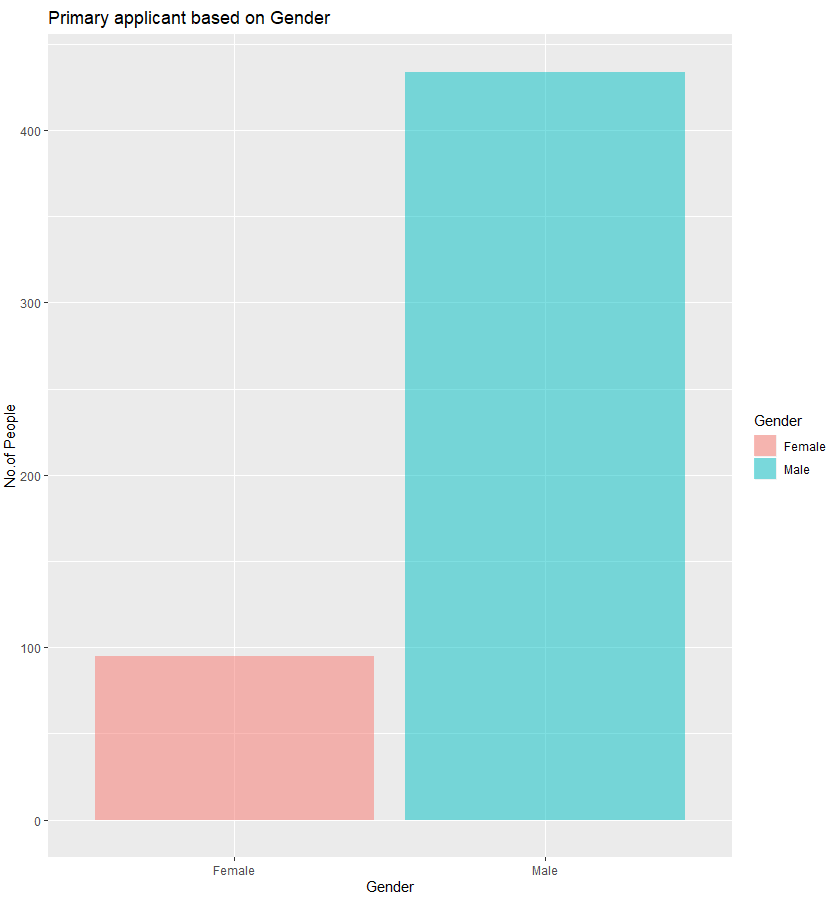 Primary applicant based on Gender
No.of People
400
300
200
100
0
Female
Male
Gender
Gender
Female
Male